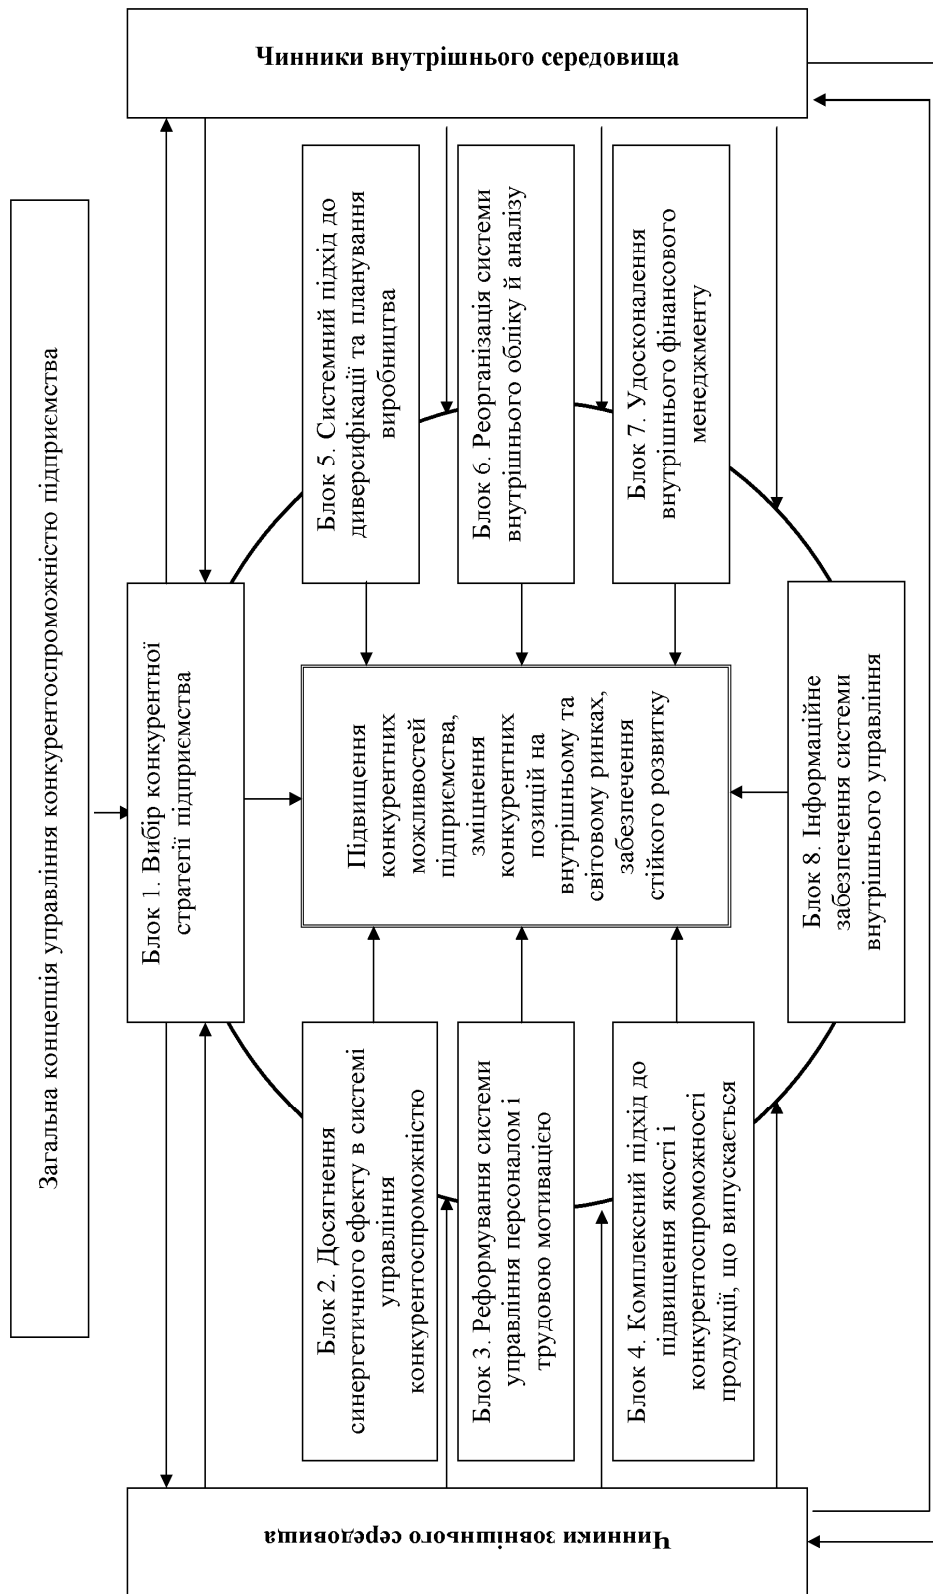 Загальна концепція управління конкурентоспроможністю підприємства
Чинники зовнішнього середовища
Блок 1. Вибір конкурентної
стратегії підприємства
Чинники внутрішнього середовища
Блок 2. Досягнення
синергетичного ефекту в системі
управління
конкурентоспроможністю
Блок 3. Реформування системи
управління персоналом і
трудовою мотивацією
Блок 4. Комплексний підхід до
підвищення якості і
конкурентоспроможності
продукції, що випускається
Підвищення
конкурентних
можливостей
підприємства,
зміцнення
конкурентних
позицій на
внутрішньому та
світовому ринках,
забезпечення
стійкого розвитку
Блок 5. Системний підхід до
диверсифікації та планування
виробництва
Блок 6. Реорганізація системи
внутрішнього обліку й аналізу
Блок 7. Удосконалення
внутрішнього фінансового
менеджменту
Блок 8. Інформаційне
забезпечення системи
внутрішнього управління